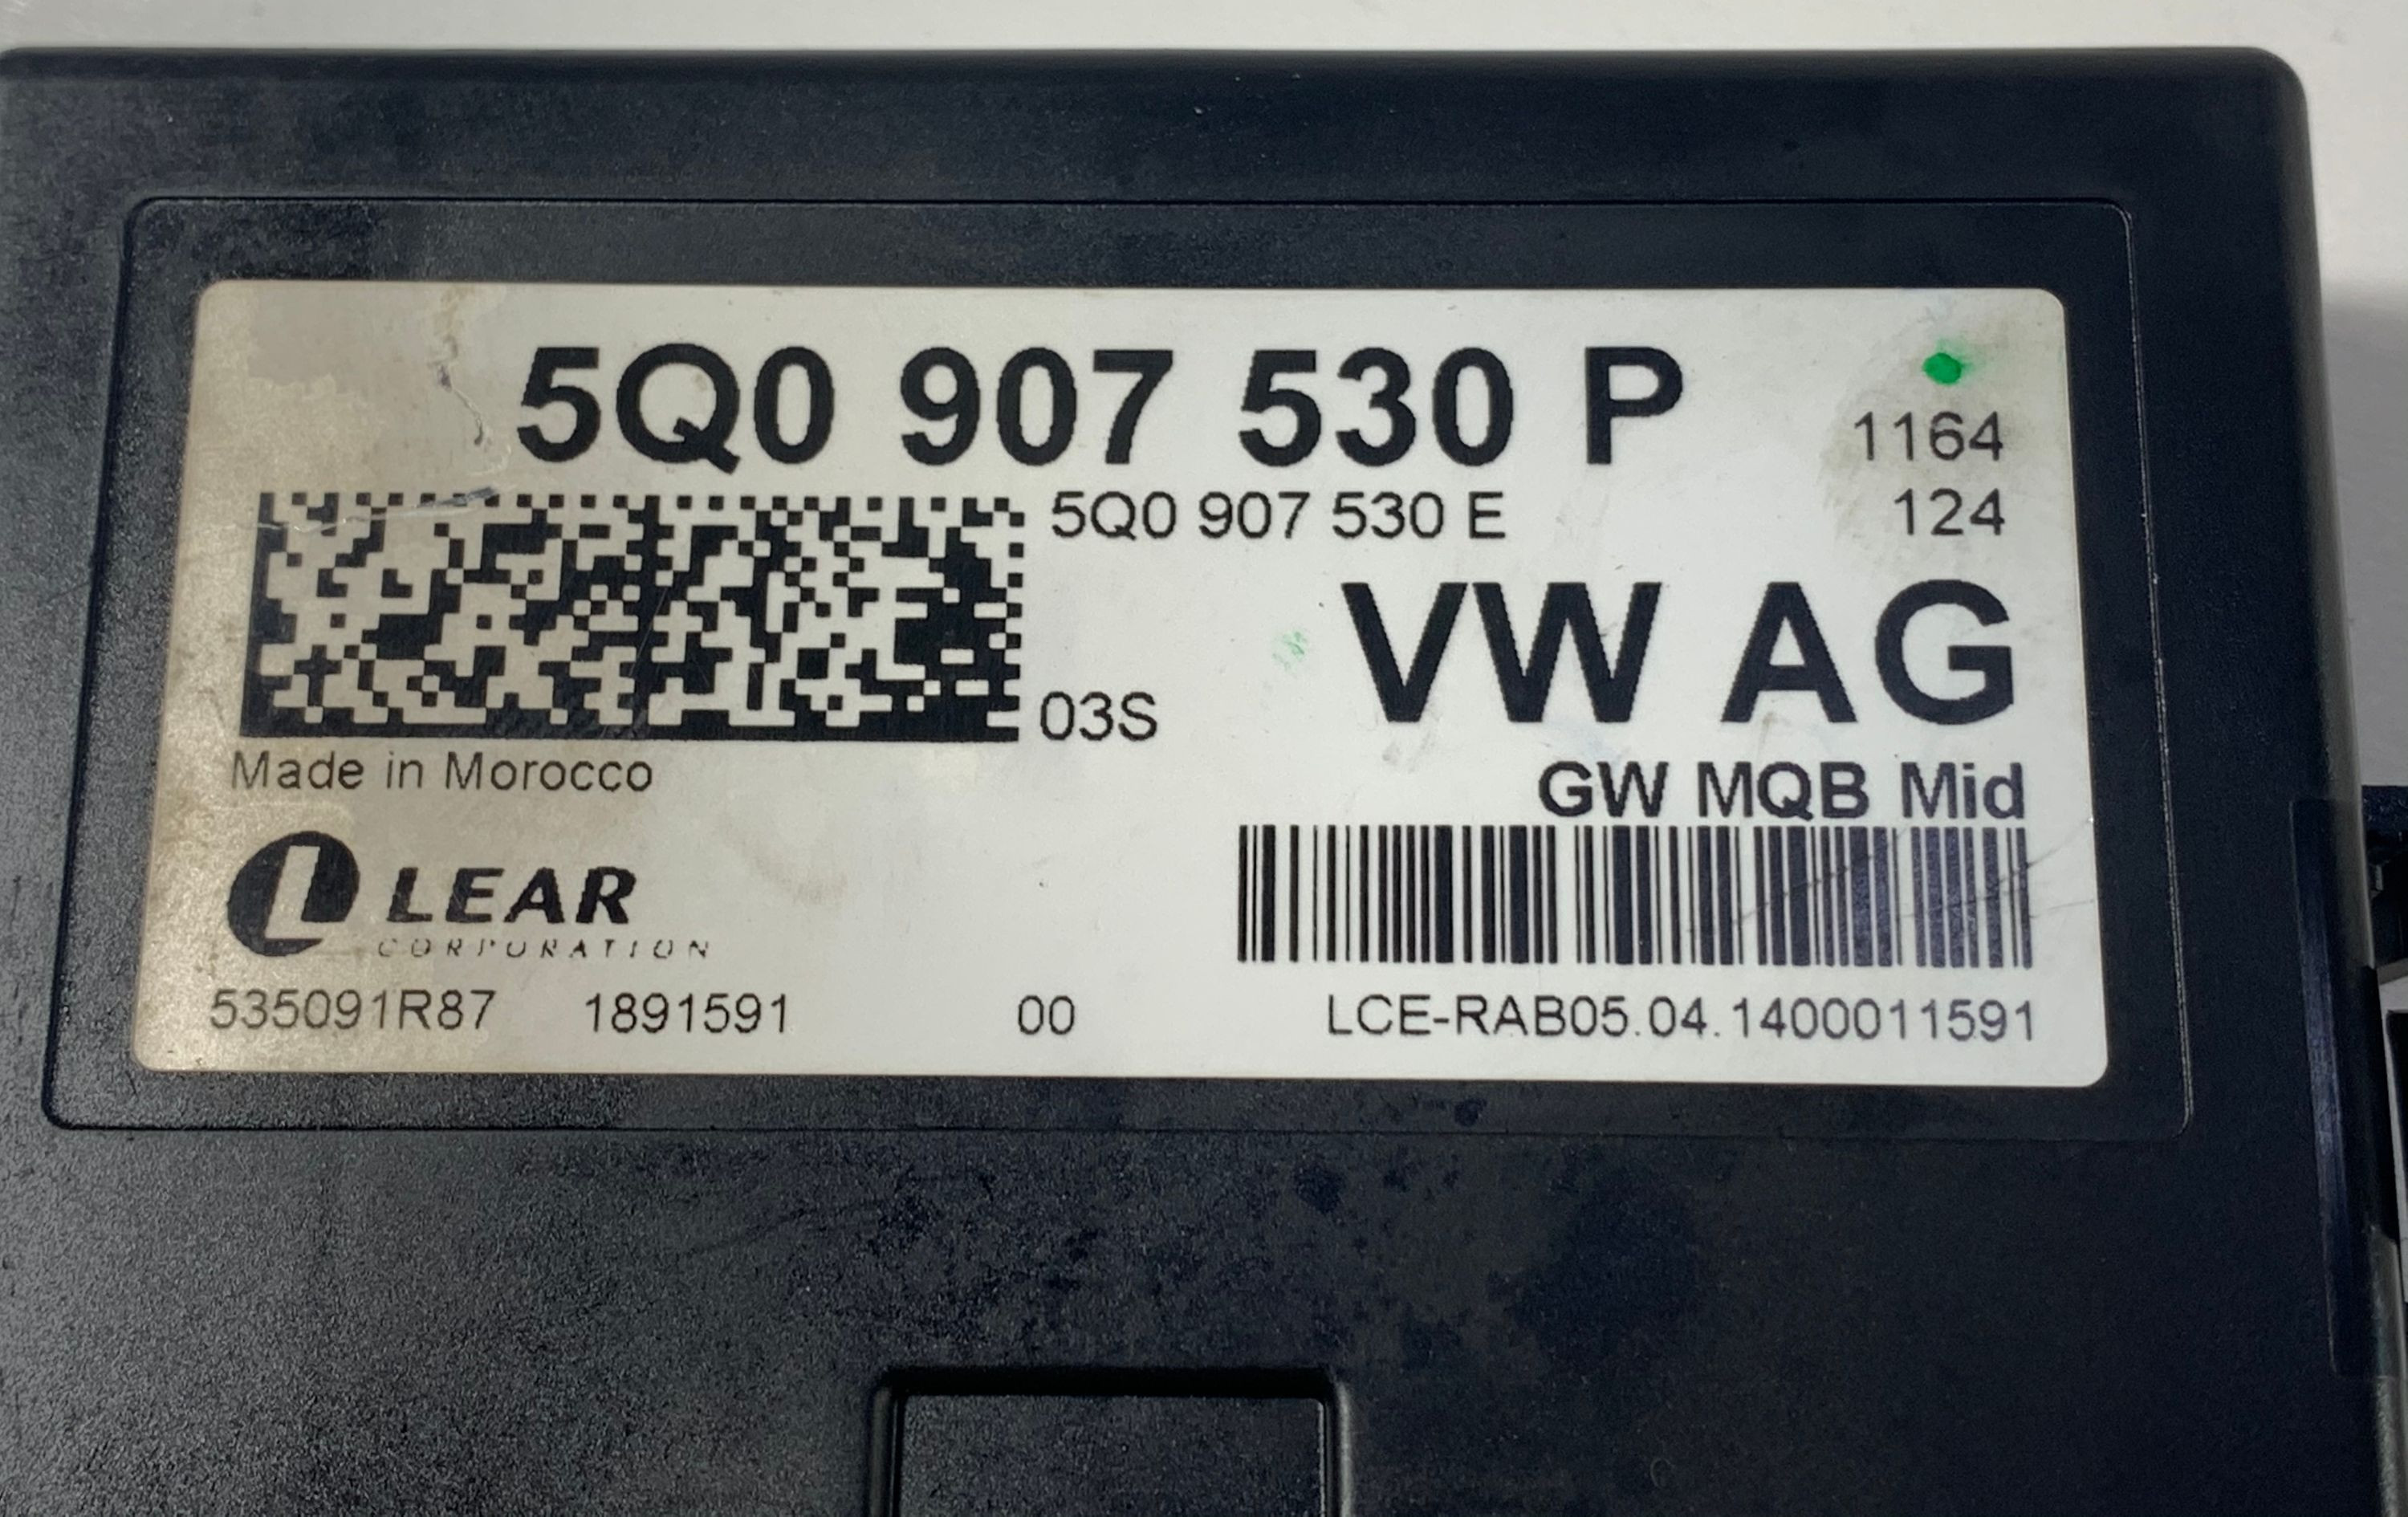 5Q0 907 530 P
1164
5Q0 907 530 E
124
VW AG
03S
Made in Morocco
GW MQB Mid
LEAR
CORPORATION
535091R87 1891591 00 LCE-RAB05.04.1400011591